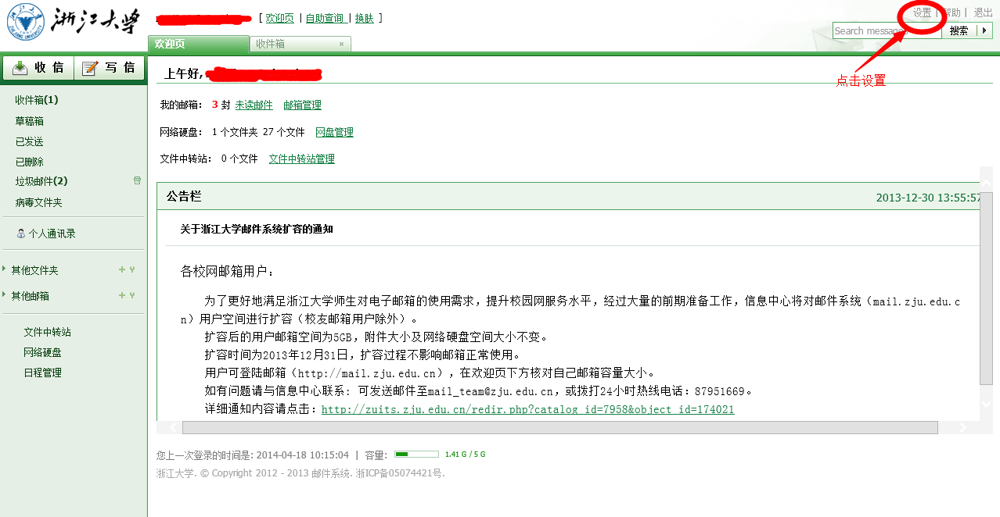 浙江大学
[ 欢迎页 | 自助查询 | 换肤 ]
设置 | 帮助 | 退出
Search messages
搜索
欢迎页
收件箱 ×
点击设置
收信
写信
收件箱(1)
草稿箱
已发送
已删除
垃圾邮件(2)
病毒文件夹
个人通讯录
其他文件夹
其他邮箱
文件中转站
网络硬盘
日程管理
上午好,
我的邮箱: 3 封 未读邮件 邮箱管理
网络硬盘: 1 个文件夹 27 个文件 网盘管理
文件中转站: 0 个文件 文件中转站管理
公告栏
2013-12-30 13:55:57
关于浙江大学邮件系统扩容的通知
各校网邮箱用户:
为了更好地满足浙江大学师生对电子邮箱的使用需求，提升校园网服务水平，经过大量的前期准备工作，信息中心将对邮件系统（mail.zju.edu.c
n）用户空间进行扩容（校友邮箱用户除外）。
扩容后的用户邮箱空间为5GB，附件大小及网络硬盘空间大小不变。
扩容时间为2013年12月31日，扩容过程不影响邮箱正常使用。
用户可登陆邮箱（http://mail.zju.edu.cn），在欢迎页下方核对自己邮箱容量大小。
如有问题请与信息中心联系: 可发送邮件至mail_team@zju.edu.cn，或拨打24小时热线电话：87951669。
详细通知内容请点击：http://zuits.zju.edu.cn/redir.php?catalog_id=7958&object_id=174021
您上一次登录的时间是: 2014-04-18 10:15:04 | 容量: 1.41 G / 5 G
浙江大学. © Copyright 2012 - 2013 邮件系统. 浙ICP备05074421号.